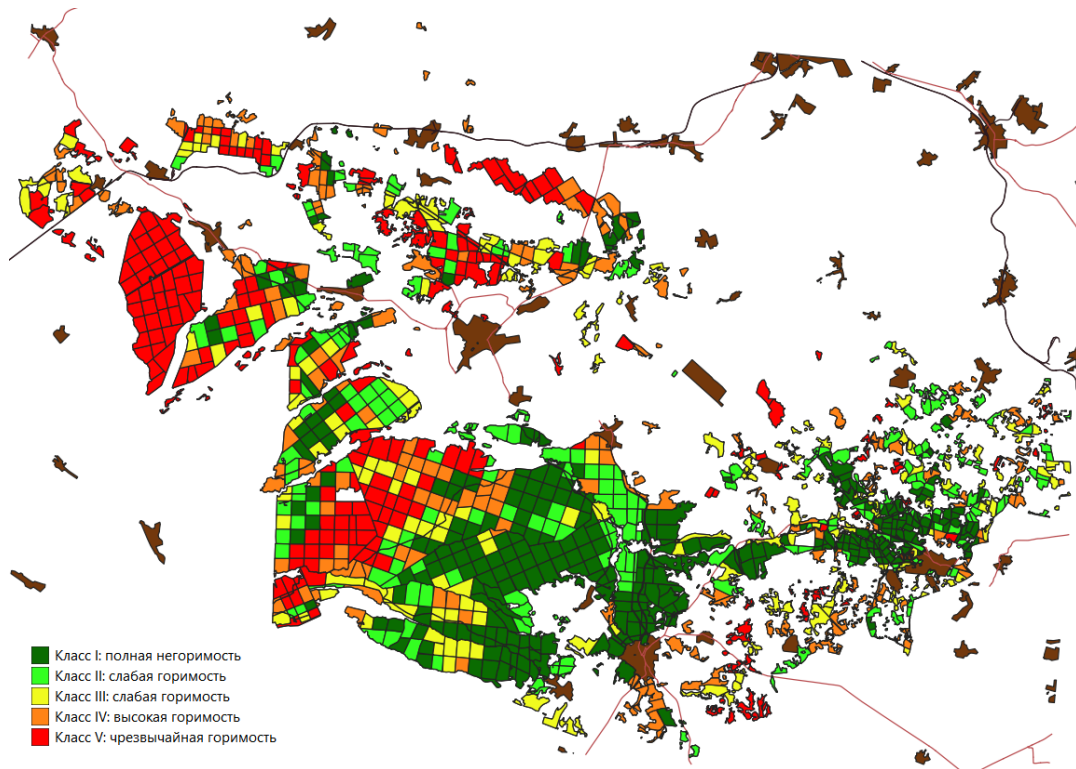 Класс I: полная негоримость
Класс II: слабая горимость
Класс III: слабая горимость
Класс IV: высокая горимость
Класс V: чрезвычайная горимость